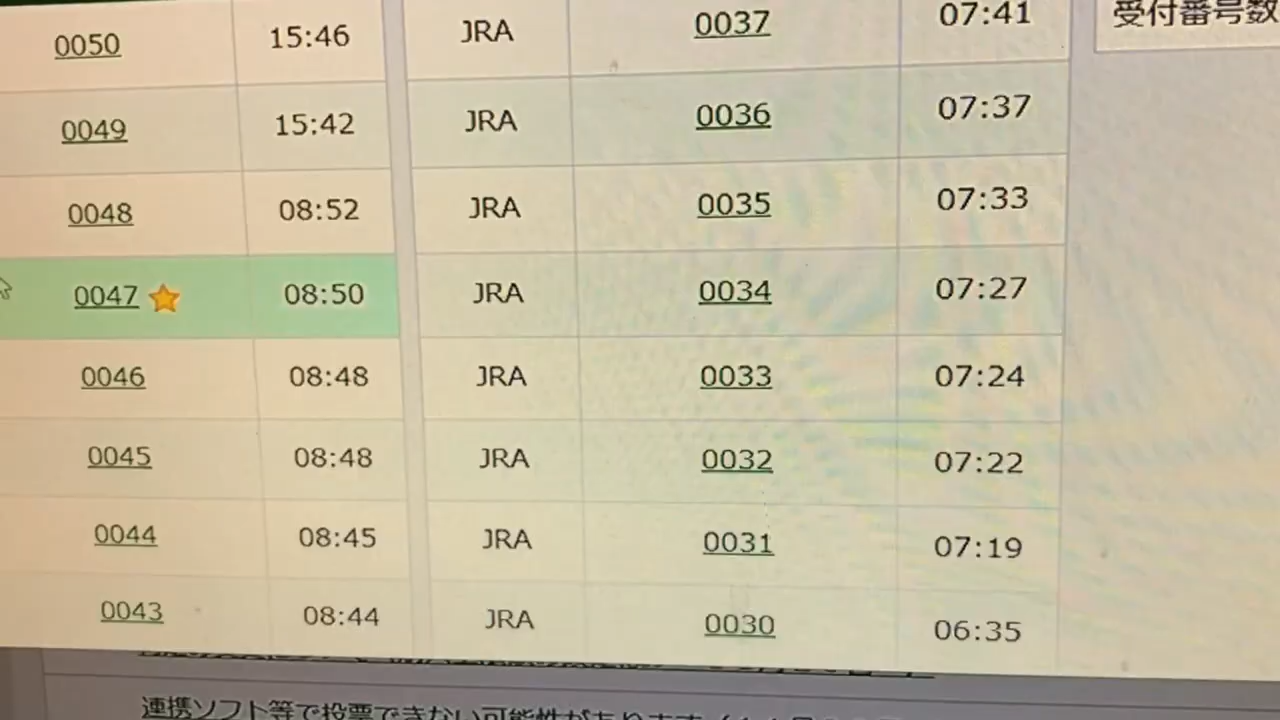 0050 15:46 JRA 0037 07:41 受付番号数
0049 15:42 JRA 0036 07:37
0048 08:52 JRA 0035 07:33
0047 08:50 JRA 0034 07:27
0046 08:48 JRA 0033 07:24
0045 08:48 JRA 0032 07:22
0044 08:45 JRA 0031 07:19
0043 08:44 JRA 0030 06:35
連携ソフト等で投票できない可能性があります